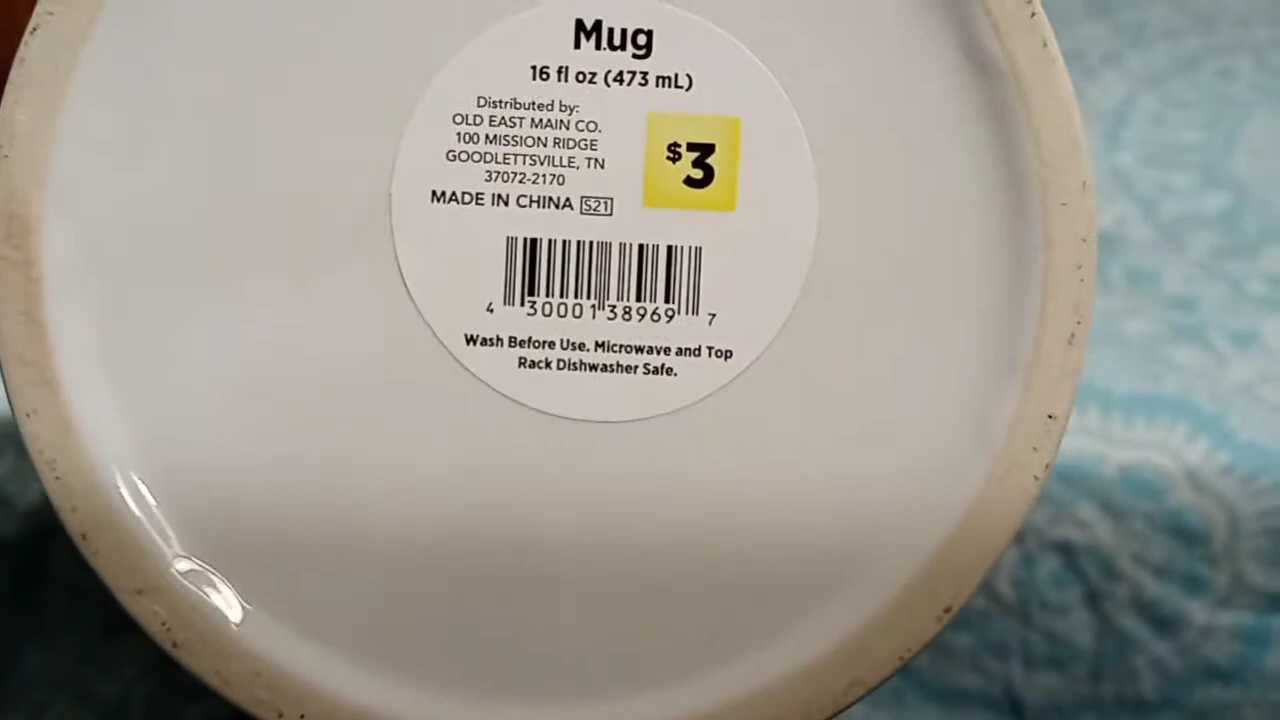 Mug
16 fl oz (473 mL)
Distributed by:
OLD EAST MAIN CO.
100 MISSION RIDGE
GOODLETTSVILLE, TN
37072-2170
MADE IN CHINA S21
$3
4 30001 38969 7
Wash Before Use. Microwave and Top
Rack Dishwasher Safe.